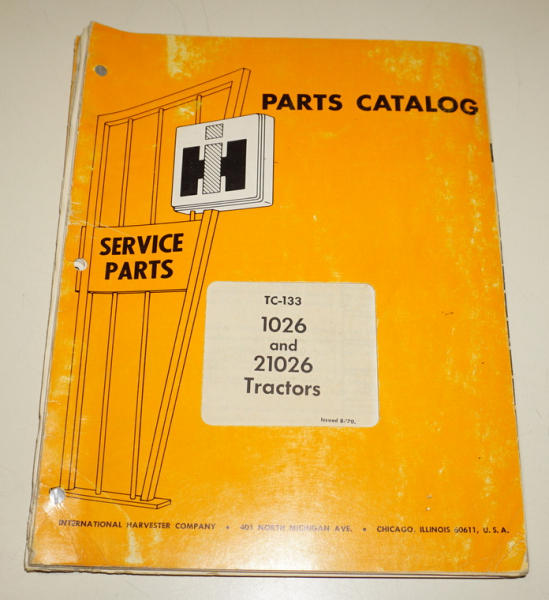 PARTS CATALOG
IH
SERVICE
PARTS
TC-133
1026
and
21026
Tractors
Issued 8-'70.
INTERNATIONAL HARVESTER COMPANY • 401 NORTH MICHIGAN AVE. • CHICAGO, ILLINOIS 60611, U. S. A.